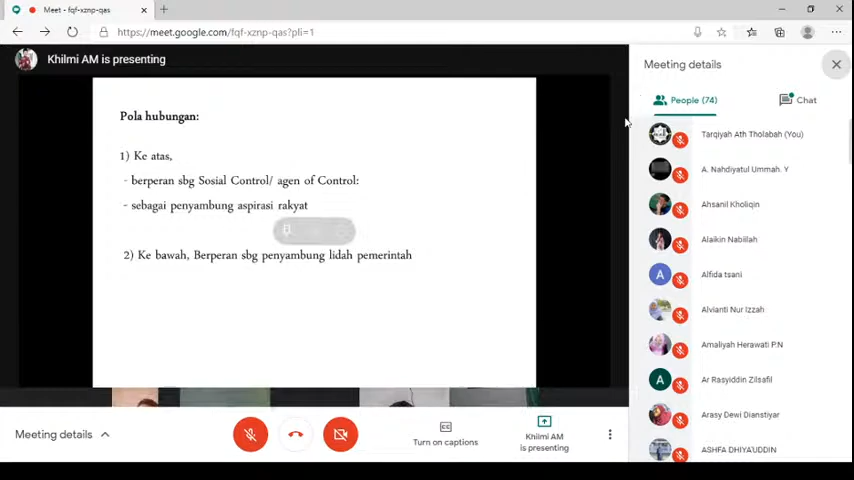 Meet - fqf-xznp-qas
https://meet.google.com/fqf-xznp-qas?pli=1
Khilmi AM is presenting
Pola hubungan:
1) Ke atas,
- berperan sbg Sosial Control/ agen of Control:
- sebagai penyambung aspirasi rakyat
2) Ke bawah, Berperan sbg penyambung lidah pemerintah
Meeting details
People (74)
Chat
Tarqiyah Ath Tholabah (You)
A. Nahdiyatul Ummah. Y
Ahsanil Kholiqin
Alaikin Nabiilah
A
Alfida tsani
Alvianti Nur Izzah
Amaliyah Herawati P.N
A
Ar Rasyiddin Zilsafil
Arasy Dewi Dianstiyar
ASHFA DHIYA'UDDIN
Meeting details
Turn on captions
Khilmi AM
is presenting